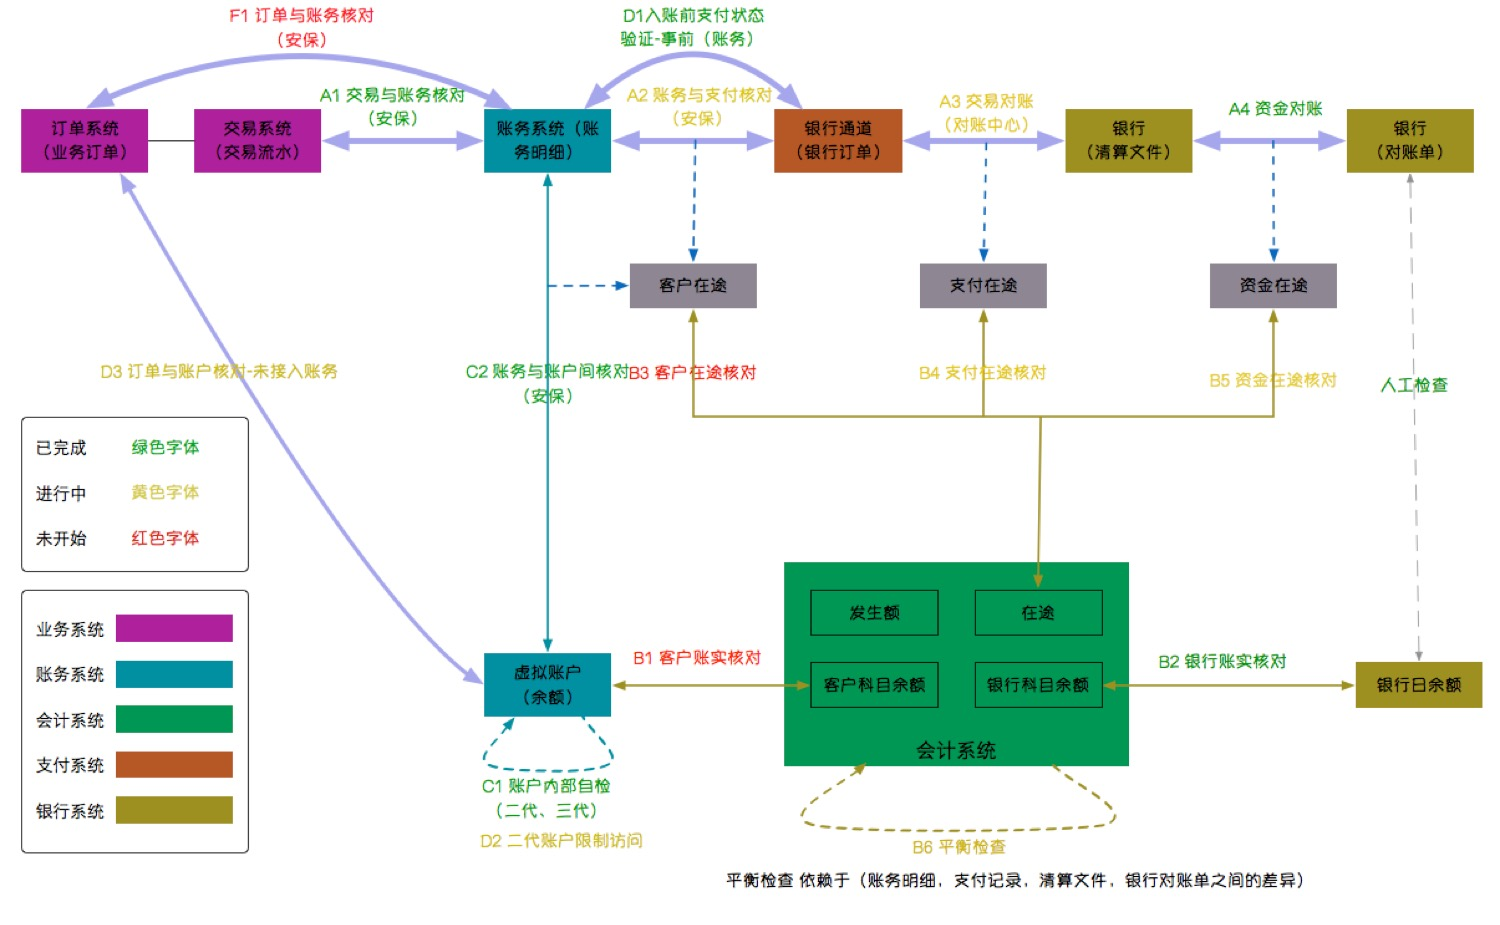 F1 订单与账务核对
（安保）
D1入账前支付状态
验证-事前（账务）
A1 交易与账务核对
（安保）
A2 账务与支付核对
（安保）
A3 交易对账
（对账中心）
A4 资金对账
订单系统
（业务订单）
交易系统
（交易流水）
账务系统（账
务明细）
银行通道
（银行订单）
银行
（清算文件）
银行
（对账单）
客户在途
支付在途
资金在途
D3 订单与账户核对-未接入账务
C2 账务与账户间核对
（安保）
B3 客户在途核对
B4 支付在途核对
B5 资金在途核对
人工检查
已完成 绿色字体
进行中 黄色字体
未开始 红色字体
业务系统
账务系统
会计系统
支付系统
银行系统
发生额
在途
客户科目余额
银行科目余额
会计系统
虚拟账户
（余额）
B1 客户账实核对
B2 银行账实核对
银行日余额
C1 账户内部自检
（二代、三代）
D2 二代账户限制访问
B6 平衡检查
平衡检查 依赖于（账务明细，支付记录，清算文件，银行对账单之间的差异）